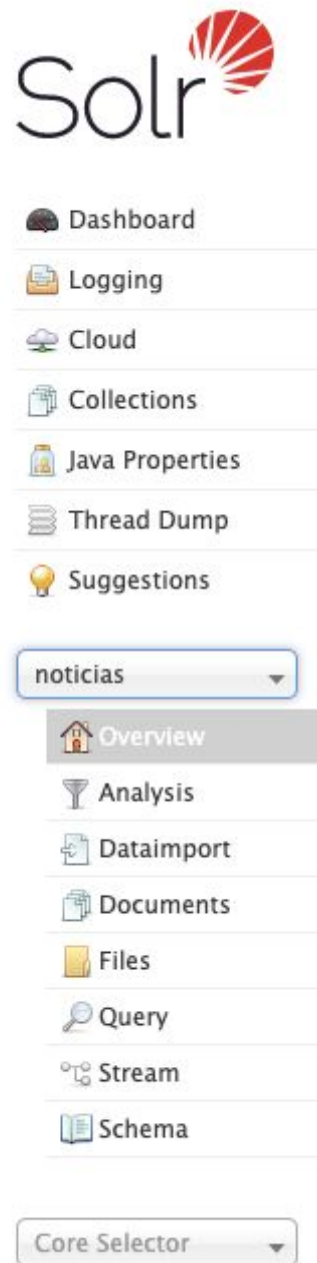 Solr
Dashboard
Logging
Cloud
Collections
Java Properties
Thread Dump
Suggestions
noticias
Overview
Analysis
Dataimport
Documents
Files
Query
Stream
Schema
Core Selector